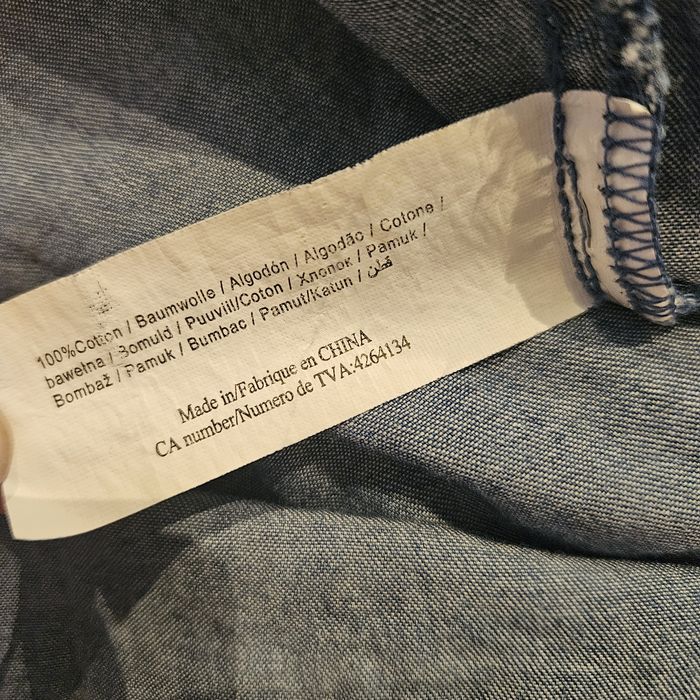 100%Cotton / Baumwolle / Algodón / Algodão / Cotone /
bawełna / Bomuld / Puuvill/Coton / Хлопок / Pamuk /
Bombaž / Pamuk / Bumbac / Pamut/Katun / قطن
Made in/Fabrique en CHINA
CA number/Numero de TVA:4264134